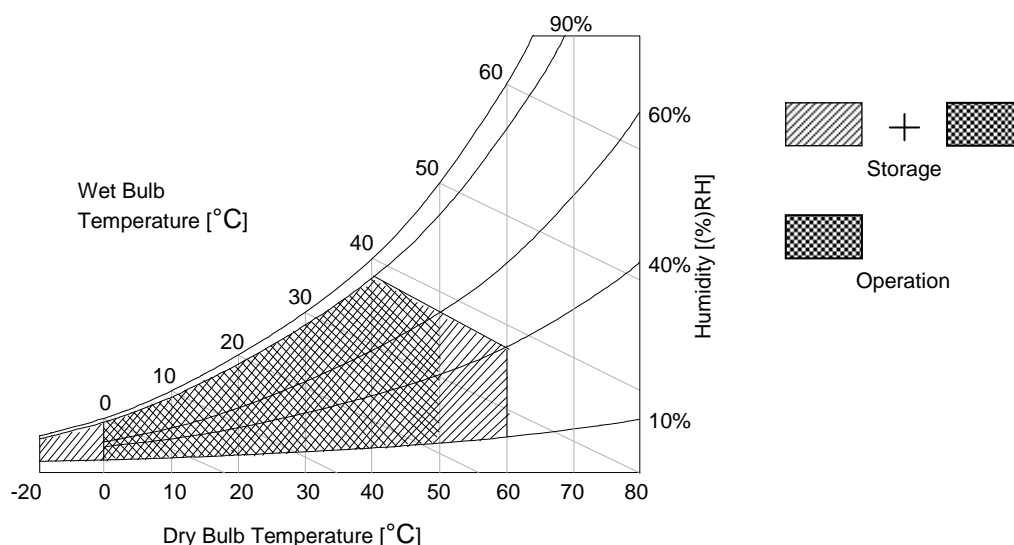 90%
60
60%
50
Wet Bulb
Temperature [°C]
Humidity [(%)RH]
Storage
40
40%
Operation
30
20
10
0
10%
-20 0 10 20 30 40 50 60 70 80
Dry Bulb Temperature [°C]